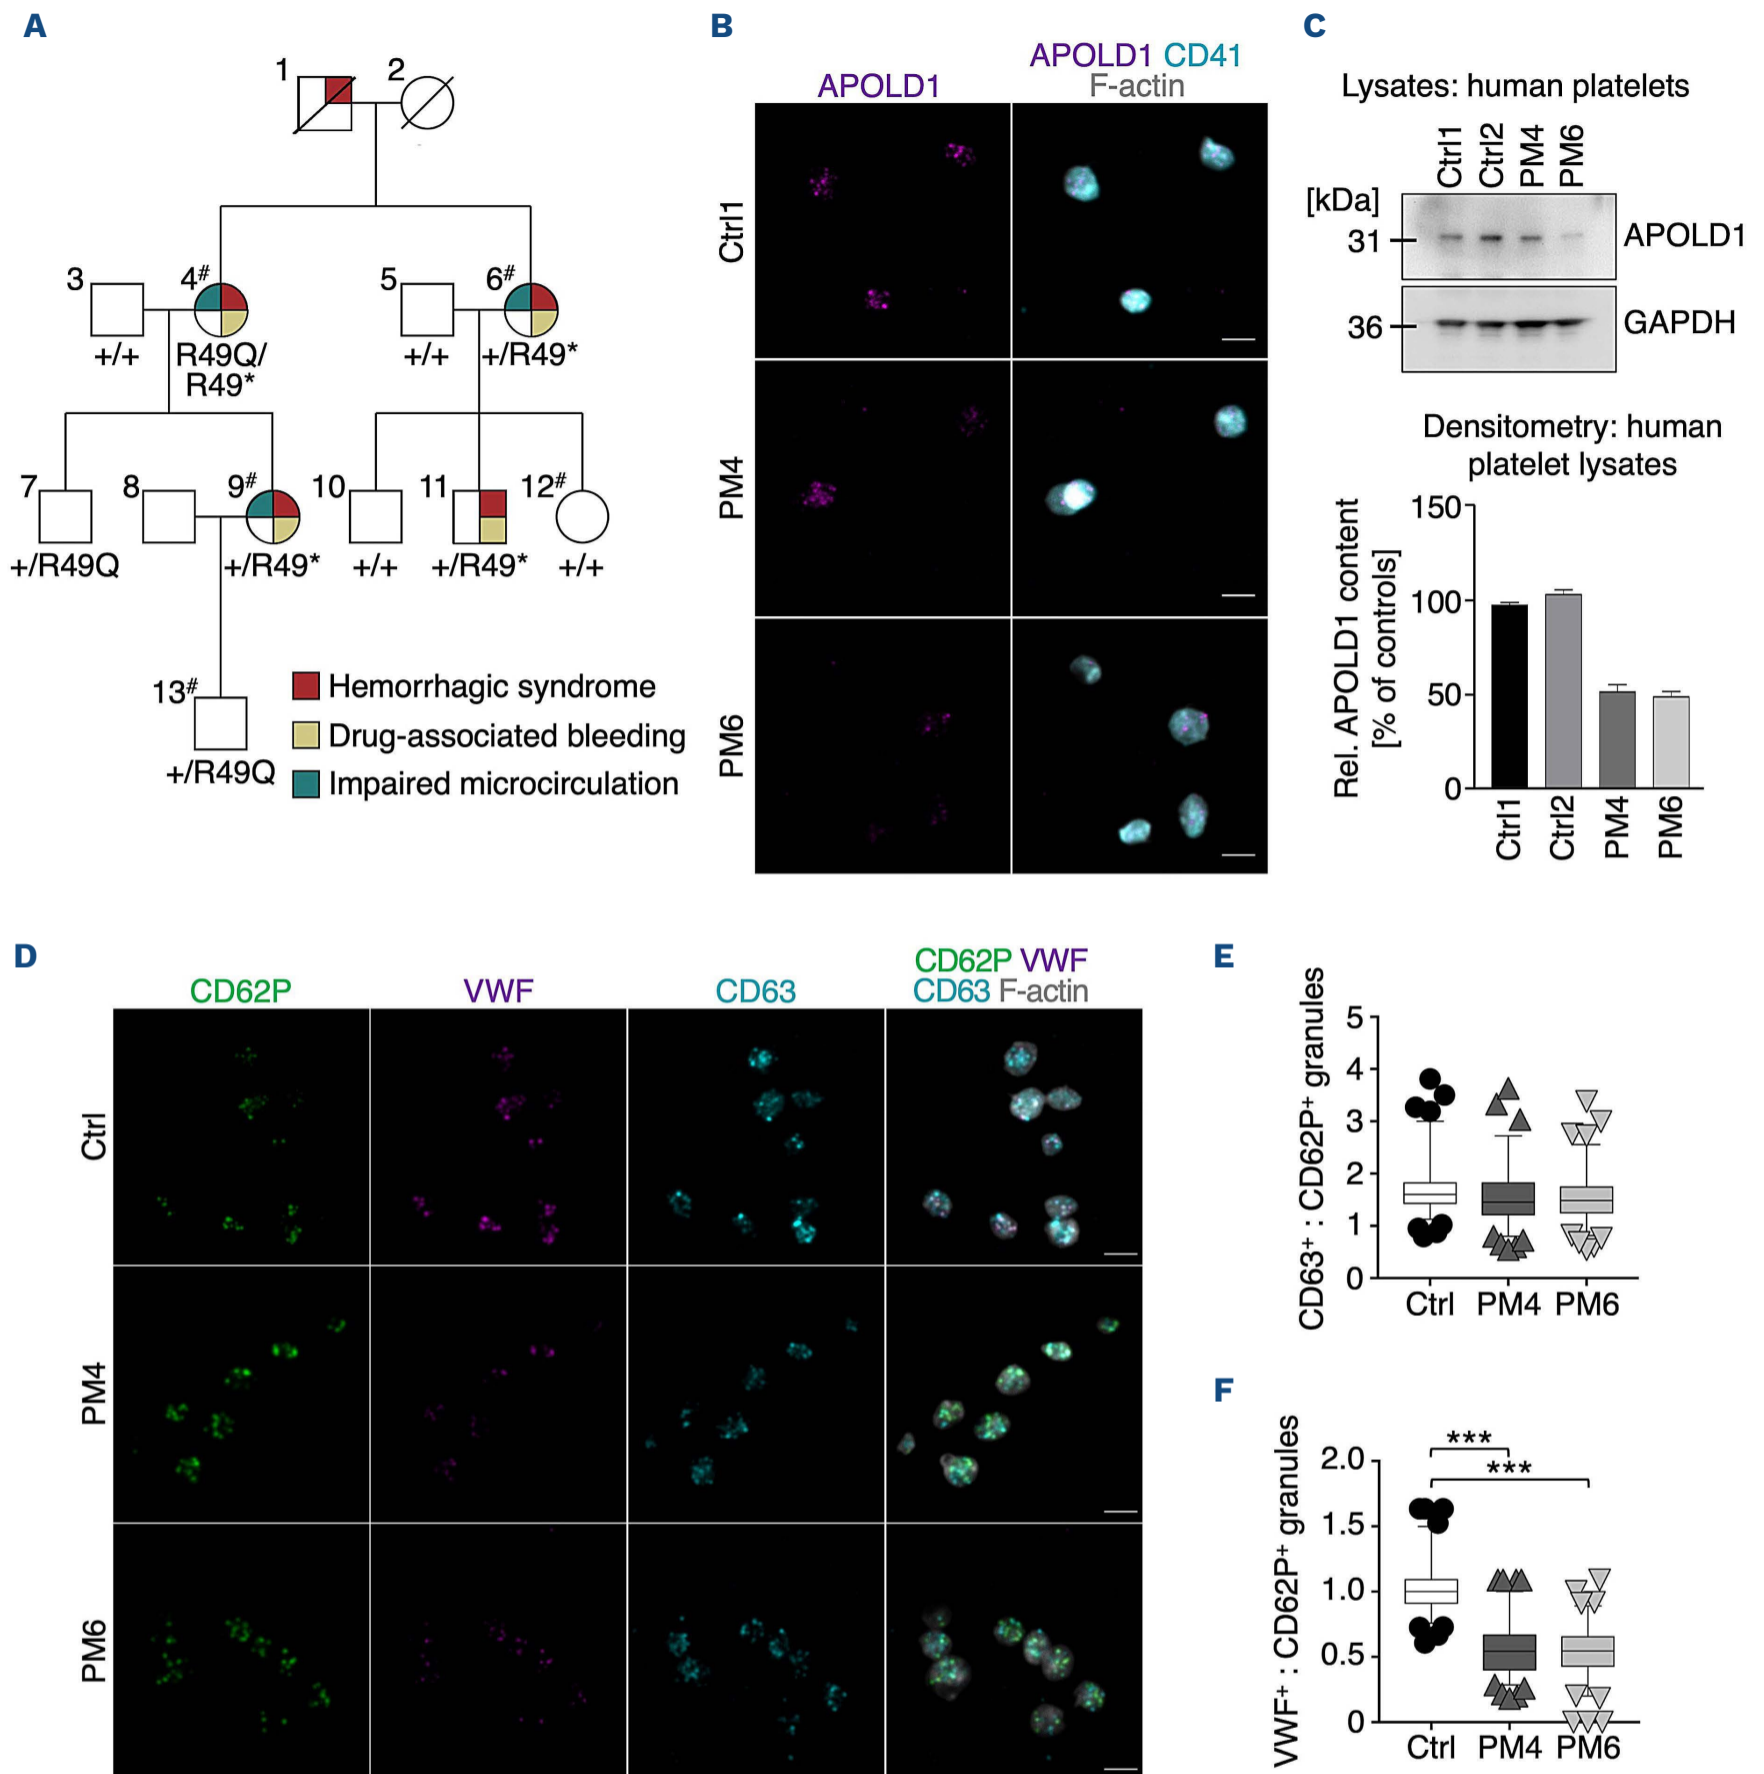 A
1
2
3
4#
5
6#
+/+
R49Q/
R49*
+/+
+/R49*
7
8
9#
10
11
12#
+/R49Q
+/R49*
+/+
+/R49*
+/+
13#
+/R49Q
Hemorrhagic syndrome
Drug-associated bleeding
Impaired microcirculation
B
APOLD1
APOLD1 CD41
F-actin
Ctrl1
PM4
PM6
C
Lysates: human platelets
Ctrl1
Ctrl2
PM4
PM6
[kDa]
31
APOLD1
36
GAPDH
Densitometry: human
platelet lysates
Rel. APOLD1 content
[% of controls]
150
100
50
0
Ctrl1
Ctrl2
PM4
PM6
D
CD62P
VWF
CD63
CD62P VWF
CD63 F-actin
Ctrl
PM4
PM6
E
CD63⁺ : CD62P⁺ granules
5
4
3
2
1
0
Ctrl
PM4
PM6
F
VWF⁺ : CD62P⁺ granules
***
***
2.0
1.5
1.0
0.5
0
Ctrl
PM4
PM6